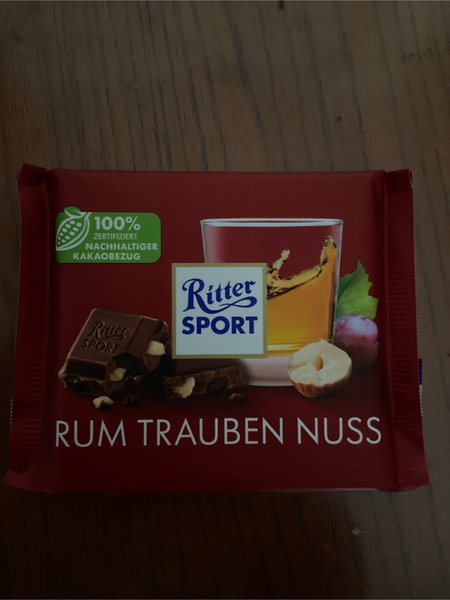 100%
ZERTIFIZIERT
NACHHALTIGER
KAKAOBEZUG
Ritter
SPORT
Ritter
SPORT
RUM TRAUBEN NUSS